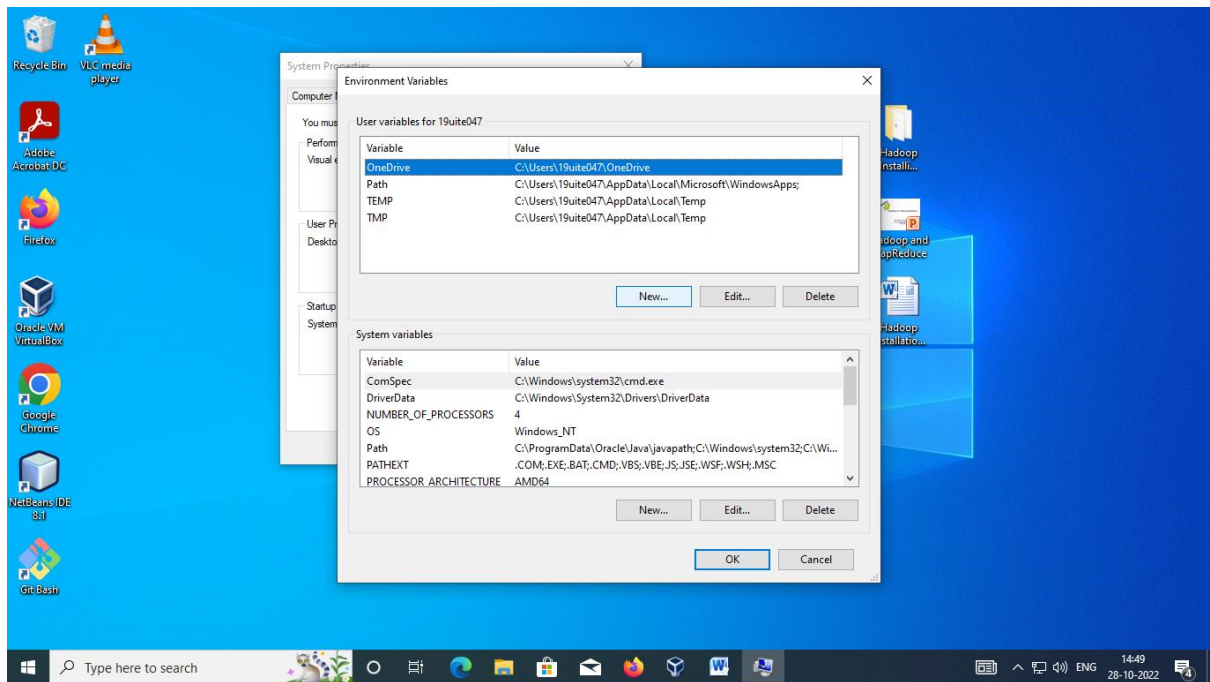 Recycle Bin
VLC media
player
Adobe
Acrobat DC
Firefox
Oracle VM
VirtualBox
Google
Chrome
NetBeans IDE
8.1
Git Bash
System Properties
Computer
You mus
Perform
Visual e
User Pr
Deskto
Startup
System
Environment Variables
User variables for 19uite047
Variable Value
OneDrive C:\Users\19uite047\OneDrive
Path C:\Users\19uite047\AppData\Local\Microsoft\WindowsApps;
TEMP C:\Users\19uite047\AppData\Local\Temp
TMP C:\Users\19uite047\AppData\Local\Temp
New... Edit... Delete
System variables
Variable Value
ComSpec C:\Windows\system32\cmd.exe
DriverData C:\Windows\System32\Drivers\DriverData
NUMBER_OF_PROCESSORS 4
OS Windows_NT
Path C:\ProgramData\Oracle\Java\javapath;C:\Windows\system32;C:\Wi...
PATHEXT .COM;.EXE;.BAT;.CMD;.VBS;.VBE;.JS;.JSE;.WSF;.WSH;.MSC
PROCESSOR_ARCHITECTURE AMD64
New... Edit... Delete
OK Cancel
Hadoop
Installi...
adoop and
apReduce
Hadoop
stallatio...
Type here to search
ENG
14:49
28-10-2022
4